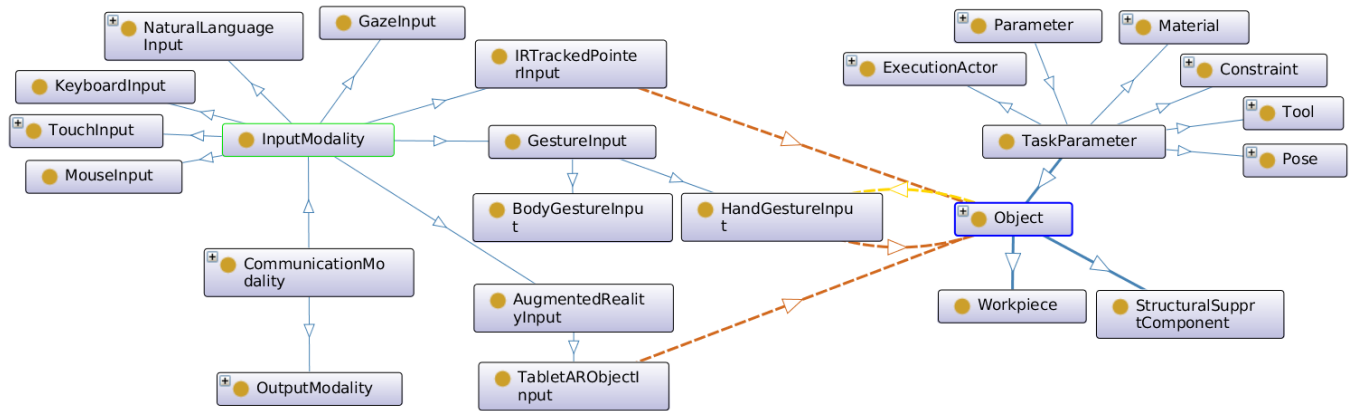 NaturalLanguage
Input
GazeInput
KeyboardInput
TouchInput
InputModality
MouseInput
IRTrackedPointe
rInput
GestureInput
BodyGestureInpu
t
HandGestureInpu
t
CommunicationMo
dality
AugmentedRealit
yInput
OutputModality
TabletARObjectI
nput
Parameter
Material
ExecutionActor
Constraint
Tool
TaskParameter
Pose
Object
Workpiece
StructuralSuppr
tComponent